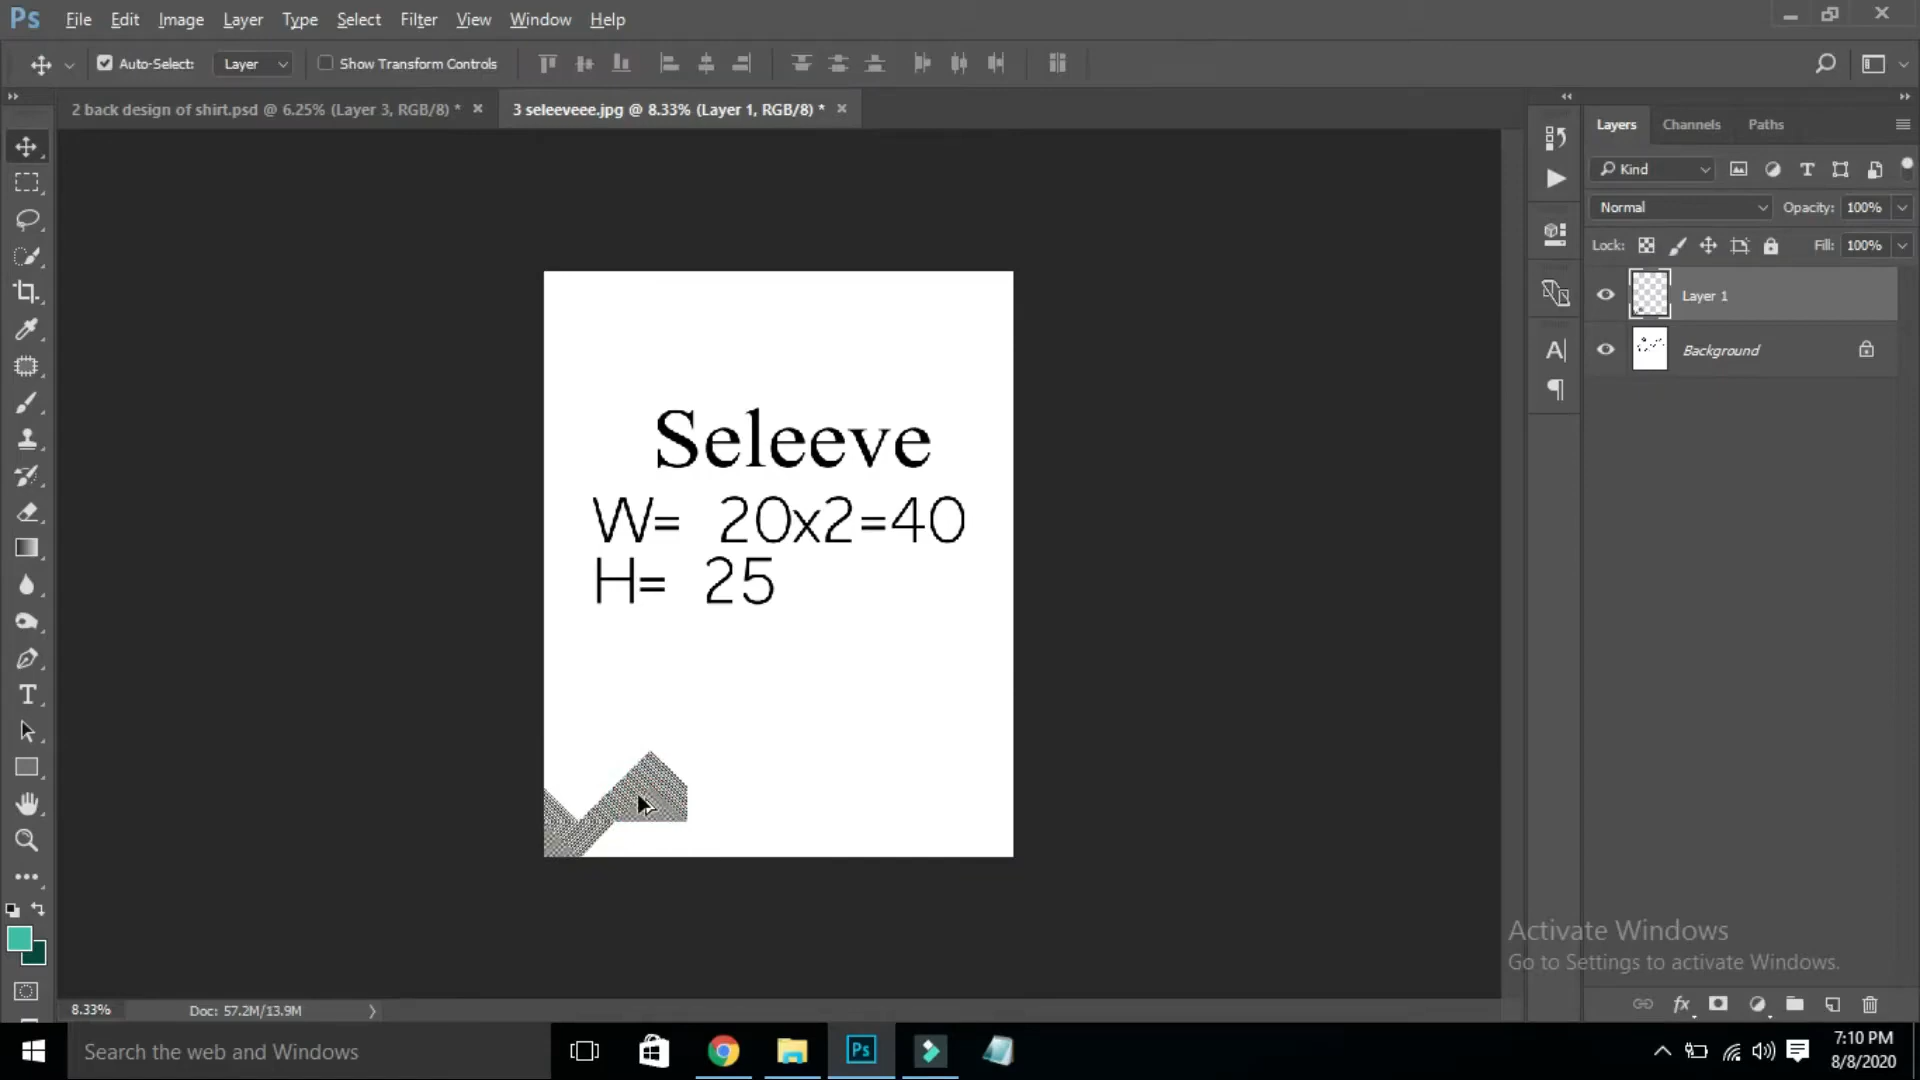 Ps File Edit Image Layer Type Select Filter View Window Help
Auto-Select: Layer Show Transform Controls
2 back design of shirt.psd @ 6.25% (Layer 3, RGB/8) * 3 seleeveee.jpg @ 8.33% (Layer 1, RGB/8) *
Layers Channels Paths
Kind
Normal Opacity: 100%
Lock: Fill: 100%
Layer 1
Background
Seleeve
W= 20x2=40
H= 25
Activate Windows
Go to Settings to activate Windows.
8.33% Doc: 57.2M/13.9M
Search the web and Windows
Ps
7:10 PM
8/8/2020